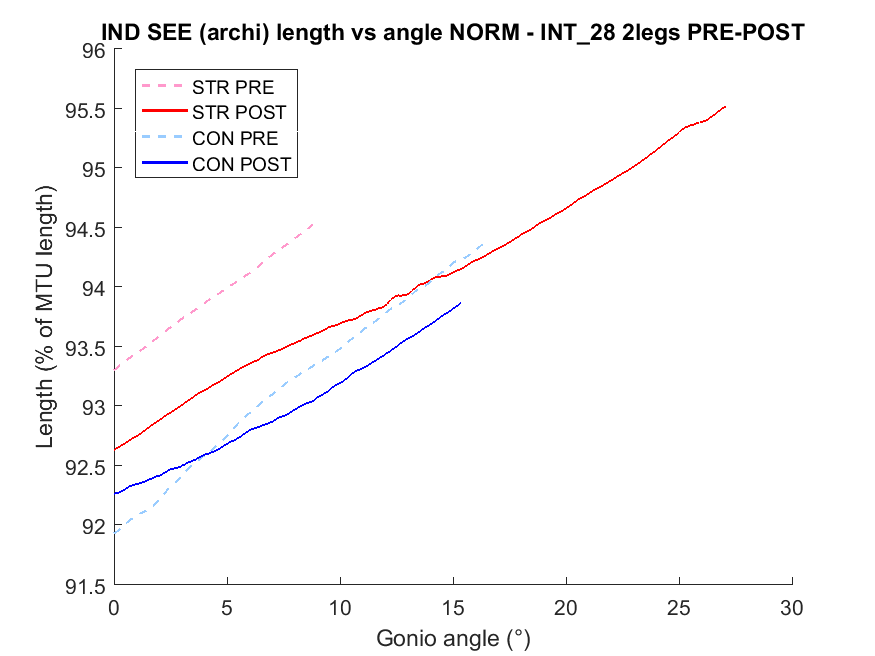 IND SEE (archi) length vs angle NORM - INT_28 2legs PRE-POST
96
95.5
95
94.5
94
93.5
93
92.5
92
91.5
Length (% of MTU length)
STR PRE
STR POST
CON PRE
CON POST
0 5 10 15 20 25 30
Gonio angle (°)